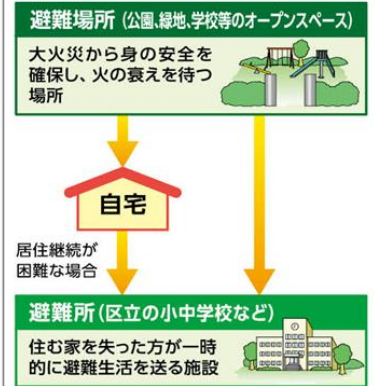 避難場所（公園、緑地、学校等のオープンスペース）
大火災から身の安全を
確保し、火の衰えを待つ
場所
自宅
居住継続が
困難な場合
避難所（区立の小中学校など）
住む家を失った方が一時
的に避難生活を送る施設